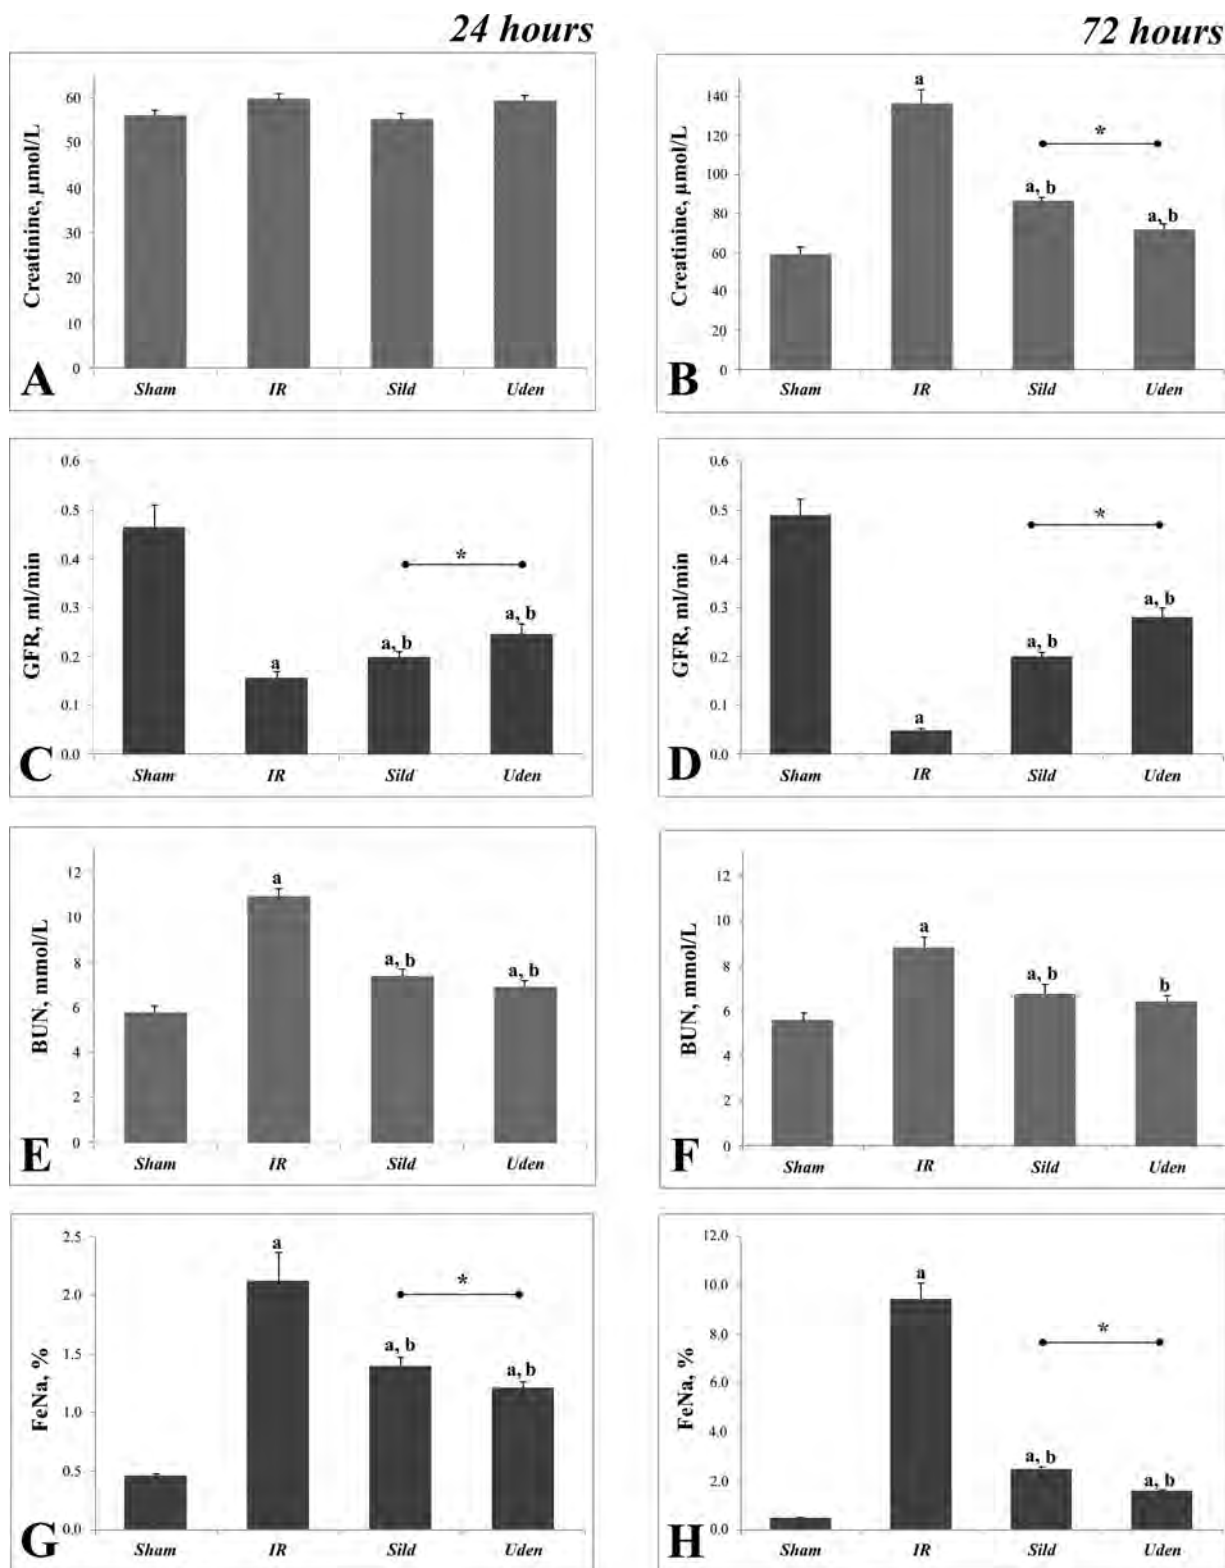 24 hours
72 hours
Creatinine, μmol/L
60
50
40
30
20
10
0
A
Sham IR Sild Uden
Creatinine, μmol/L
140
120
100
80
60
40
20
0
a
*
a, b
a, b
B
Sham IR Sild Uden
GFR, ml/min
0.6
0.5
0.4
0.3
0.2
0.1
0.0
*
a
a, b
a, b
C
Sham IR Sild Uden
GFR, ml/min
0.6
0.5
0.4
0.3
0.2
0.1
0.0
*
a
a, b
a, b
D
Sham IR Sild Uden
BUN, mmol/L
12
10
8
6
4
2
0
a
a, b
a, b
E
Sham IR Sild Uden
BUN, mmol/L
12
10
8
6
4
2
0
a
a, b
b
F
Sham IR Sild Uden
FeNa, %
2.5
2.0
1.5
1.0
0.5
0.0
a
*
a, b
a, b
G
Sham IR Sild Uden
FeNa, %
12.0
10.0
8.0
6.0
4.0
2.0
0.0
a
*
a, b
a, b
H
Sham IR Sild Uden